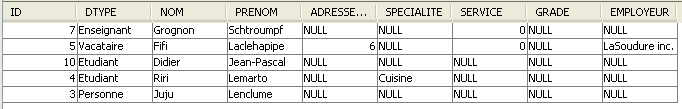 ID DTYPE NOM PRENOM ADRESSE... SPECIALITE SERVICE GRADE EMPLOYEUR
7 Enseignant Grognon Schtroumpf NULL NULL 0 NULL NULL
5 Vacataire Fifi Laclehapipe 6 NULL 0 NULL LaSoudure inc.
10 Etudiant Didier Jean-Pascal NULL NULL NULL NULL NULL
4 Etudiant Riri Lemarto NULL Cuisine NULL NULL NULL
3 Personne Juju Lenclume NULL NULL NULL NULL NULL